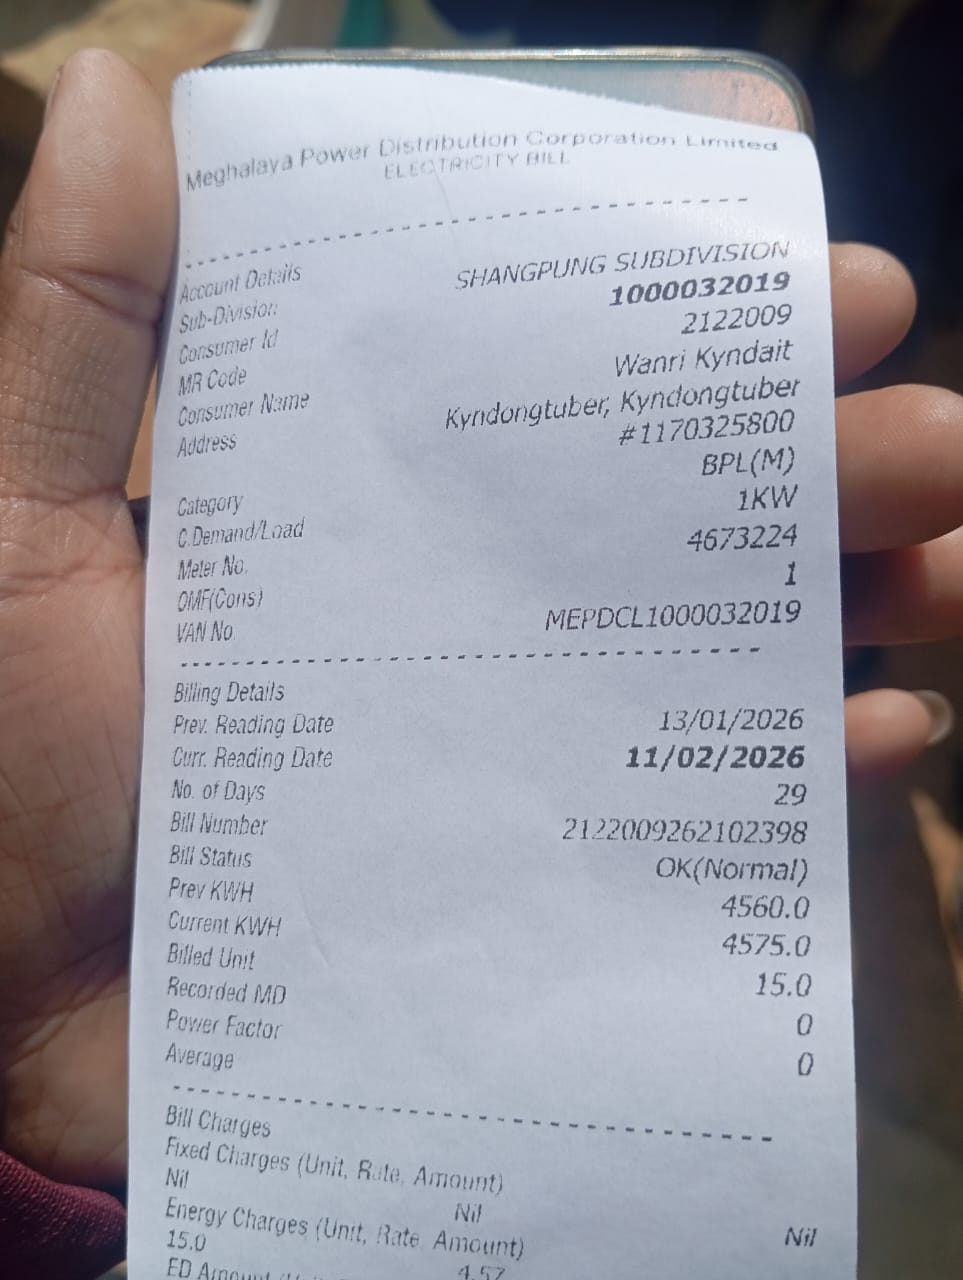 Meghalaya Power Distribution Corporation Limited
ELECTRICITY BILL
Account Details
Sub-Division SHANGPUNG SUBDIVISION
Consumer Id 1000032019
MR Code 2122009
Consumer Name Wanri Kyndait
Address Kyndongtuber, Kyndongtuber
#1170325800
Category BPL(M)
C.Demand/Load 1KW
Meter No. 4673224
OMF(Cons) 1
VAN No. MEPDCL1000032019
Billing Details
Prev. Reading Date 13/01/2026
Curr. Reading Date 11/02/2026
No. of Days 29
Bill Number 2122009262102398
Bill Status OK(Normal)
Prev KWH 4560.0
Current KWH 4575.0
Billed Unit 15.0
Recorded MD 0
Power Factor 0
Average
Bill Charges
Fixed Charges (Unit, Rate, Amount)
Nil Nil Nil
Energy Charges (Unit, Rate, Amount)
15.0 4.57
ED Amount